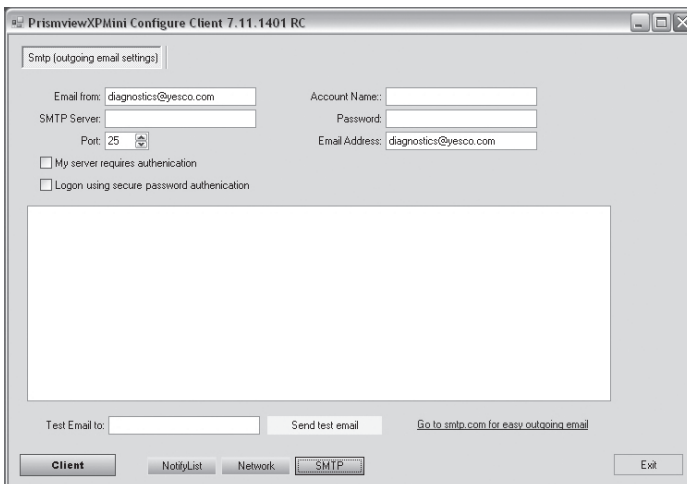 PrismviewXPMini Configure Client 7.11.1401 RC
Smtp (outgoing email settings)
Email from: diagnostics@yesco.com
Account Name::
SMTP Server:
Password:
Port: 25
Email Address: diagnostics@yesco.com
My server requires authenication
Logon using secure password authenication
Test Email to:
Send test email
Go to smtp.com for easy outgoing email
Client
NotifyList
Network
SMTP
Exit